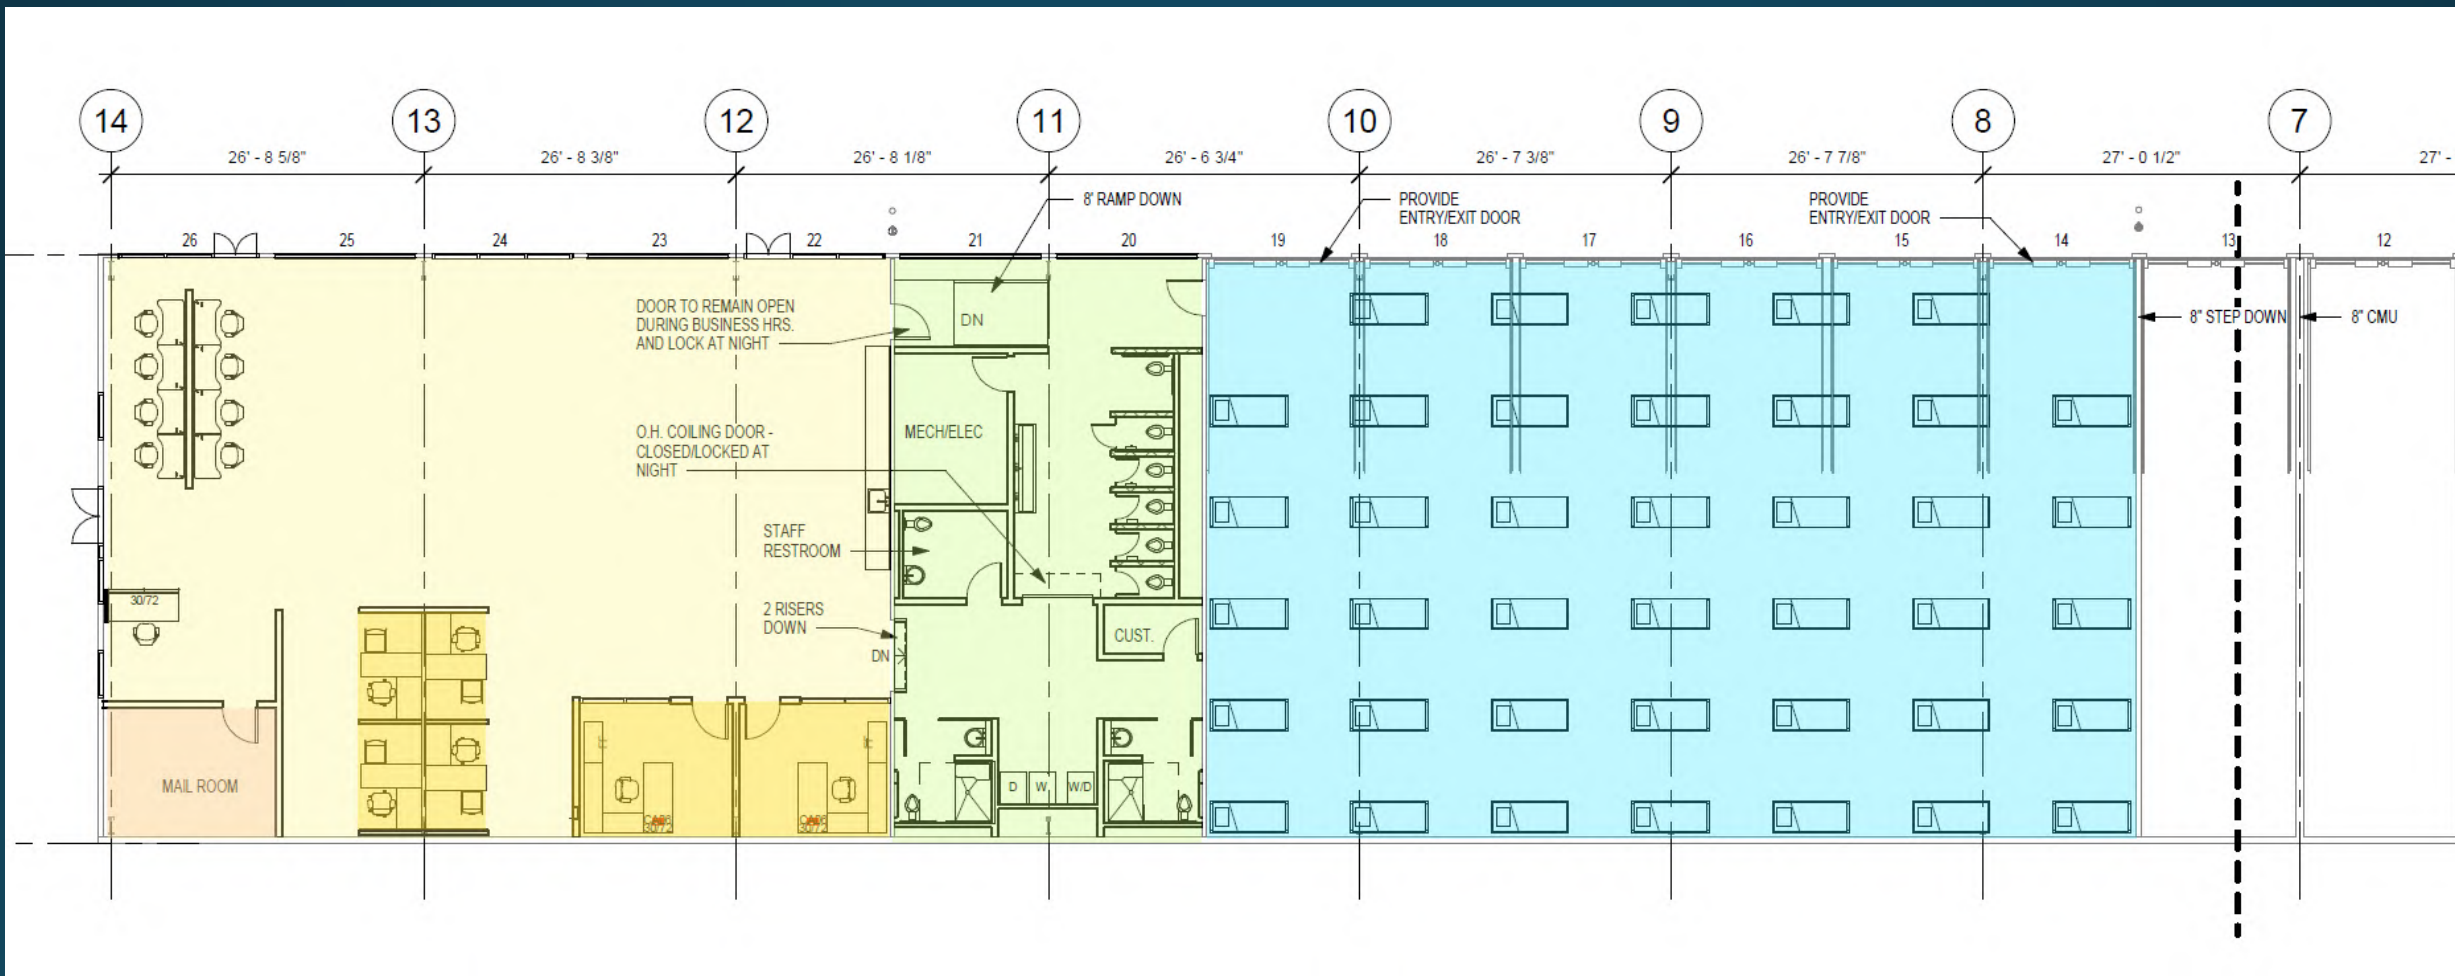 14
13
12
11
10
9
8
7
26' - 8 5/8"
26' - 8 3/8"
26' - 8 1/8"
26' - 6 3/4"
26' - 7 3/8"
26' - 7 7/8"
27' - 0 1/2"
27' -
8' RAMP DOWN
PROVIDE
ENTRY/EXIT DOOR
PROVIDE
ENTRY/EXIT DOOR
26
25
24
23
22
21
20
19
18
17
16
15
14
13
12
DOOR TO REMAIN OPEN
DURING BUSINESS HRS.
AND LOCK AT NIGHT
DN
8" STEP DOWN
8" CMU
O.H. COILING DOOR -
CLOSED/LOCKED AT
NIGHT
MECH/ELEC
STAFF
RESTROOM
30/72
2 RISERS
DOWN
DN
CUST.
MAIL ROOM
D
W
W/D
30/72
30/72